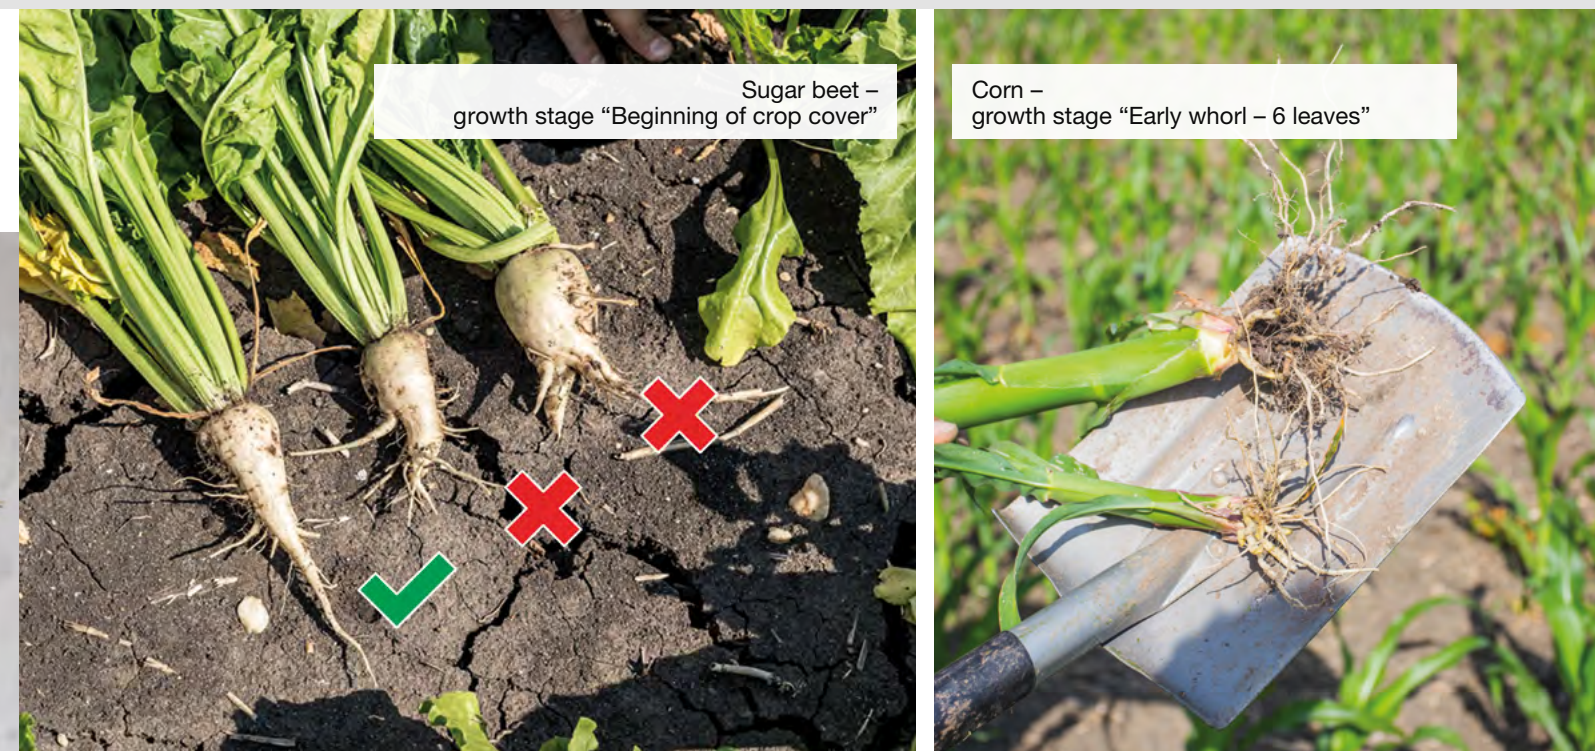 Sugar beet –
growth stage “Beginning of crop cover”
Corn –
growth stage “Early whorl – 6 leaves”